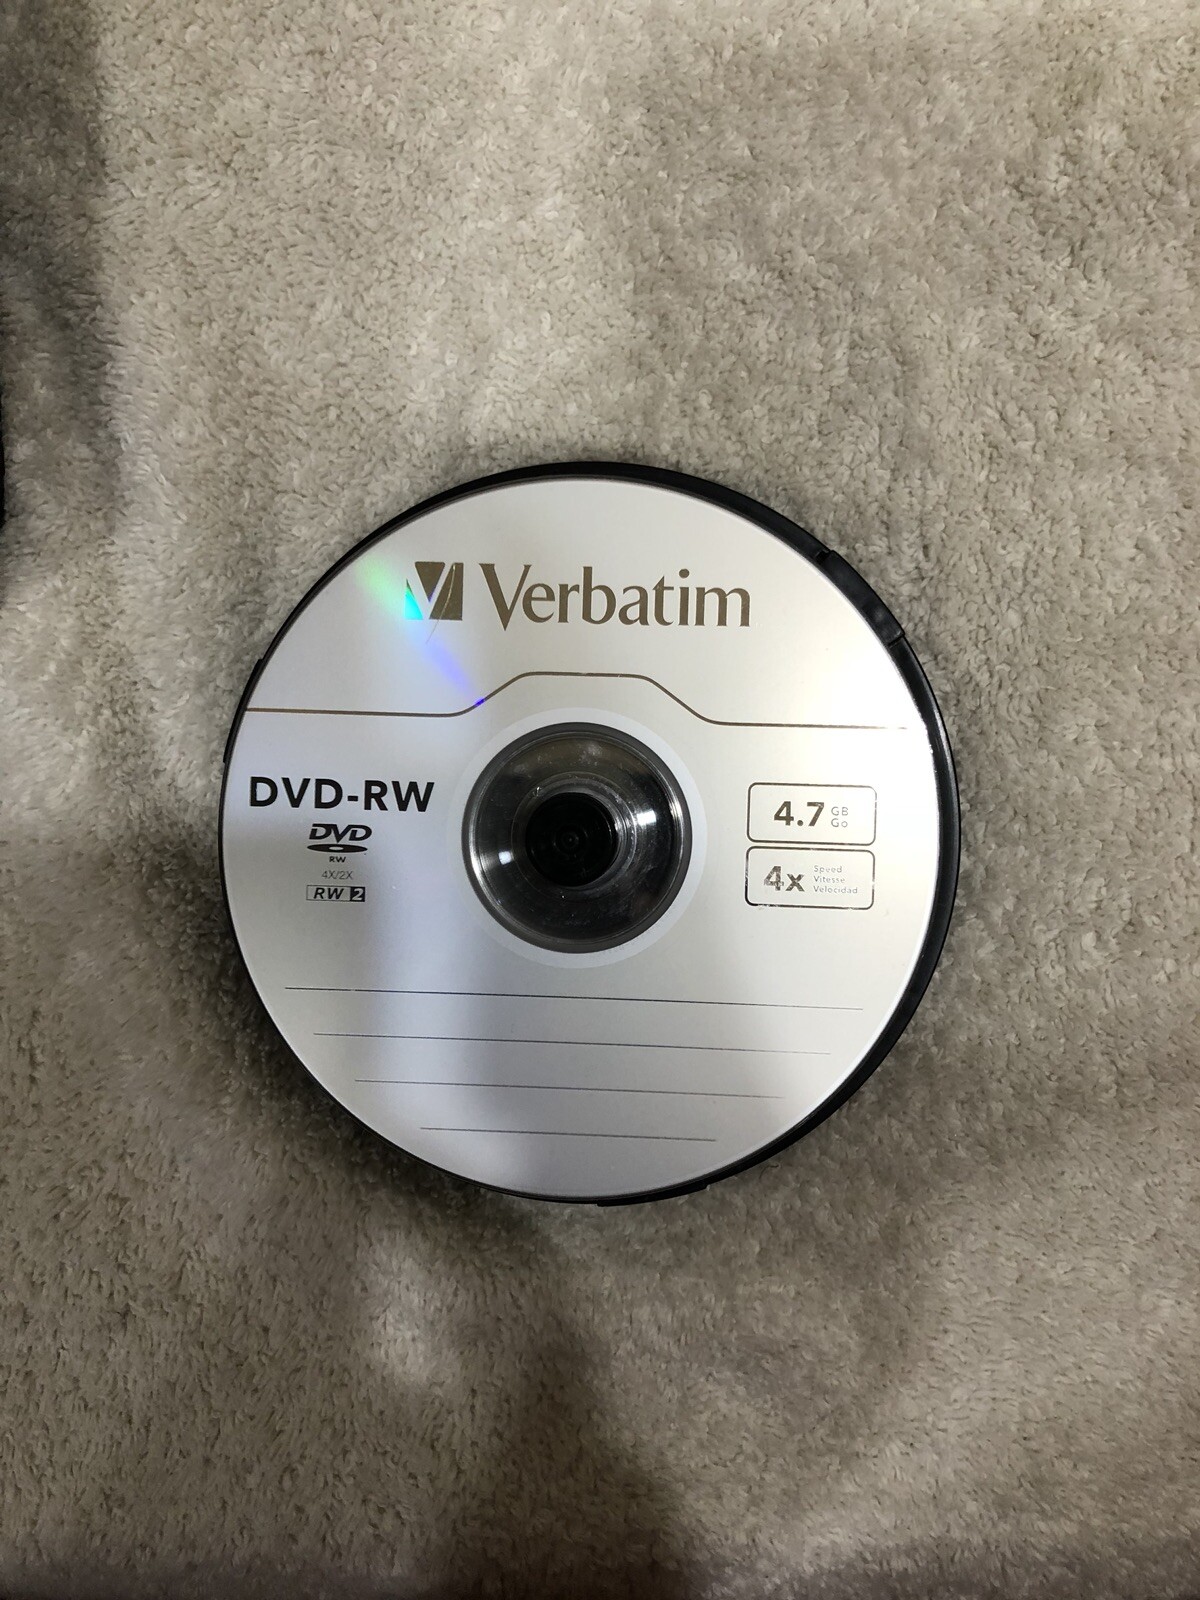 Verbatim
DVD-RW
DVD
RW
4X/2X
RW 2
4.7 GB
Go
4x Speed
Vitesse
Velocidad